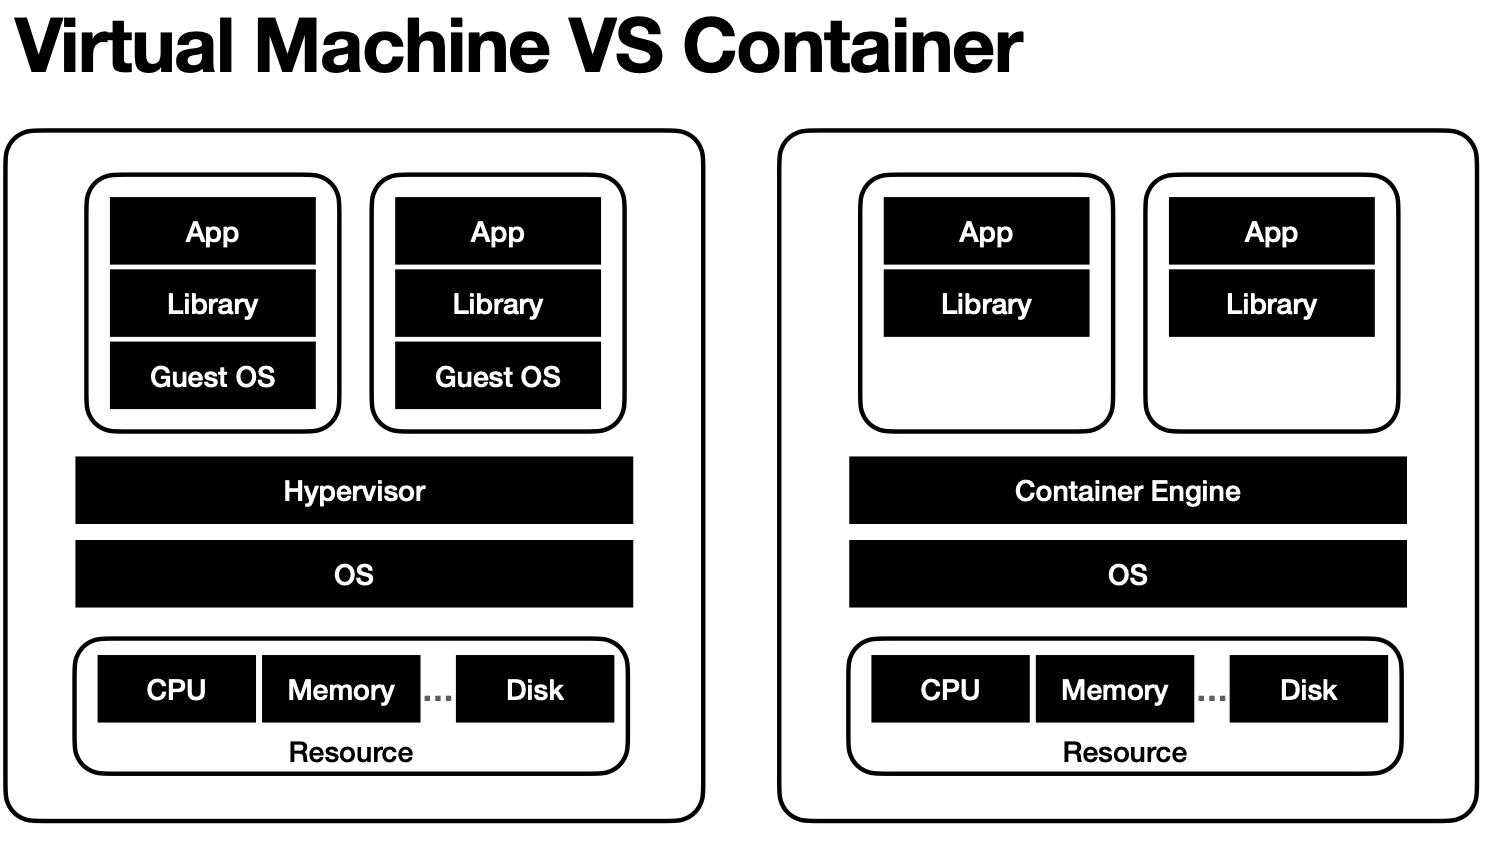 Virtual Machine VS Container
App
Library
Guest OS
App
Library
Guest OS
Hypervisor
OS
CPU
Memory
...
Disk
Resource
App
Library
App
Library
Container Engine
OS
CPU
Memory
...
Disk
Resource